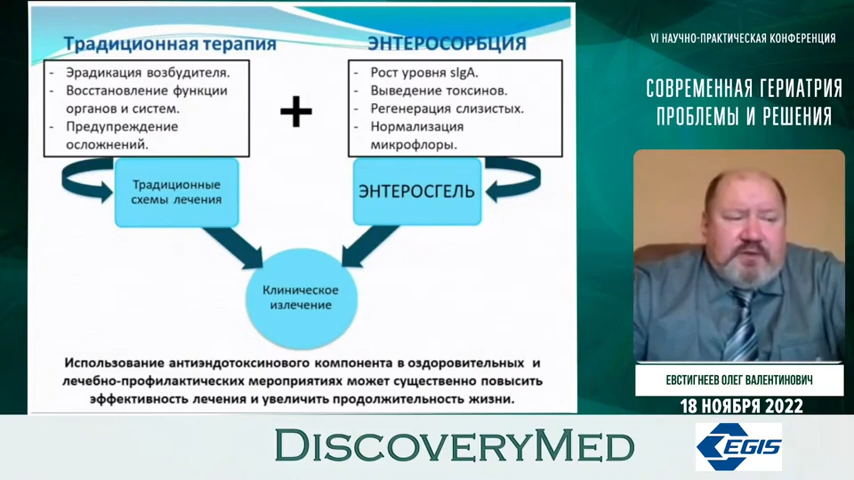 Традиционная терапия
ЭНТЕРОСОРБЦИЯ
- Эрадикация возбудителя.
- Восстановление функции
органов и систем.
- Предупреждение
осложнений.
+
- Рост уровня sIgA.
- Выведение токсинов.
- Регенерация слизистых.
- Нормализация
микрофлоры.
Традиционные
схемы лечения
ЭНТЕРОСГЕЛЬ
Клиническое
излечение
Использование антиэндотоксинового компонента в оздоровительных и
лечебно-профилактических мероприятиях может существенно повысить
эффективность лечения и увеличить продолжительность жизни.
VI НАУЧНО-ПРАКТИЧЕСКАЯ КОНФЕРЕНЦИЯ
СОВРЕМЕННАЯ ГЕРИАТРИЯ
ПРОБЛЕМЫ И РЕШЕНИЯ
ЕВСТИГНЕЕВ ОЛЕГ ВАЛЕНТИНОВИЧ
18 НОЯБРЯ 2022
DISCOVERYMED
EGIS